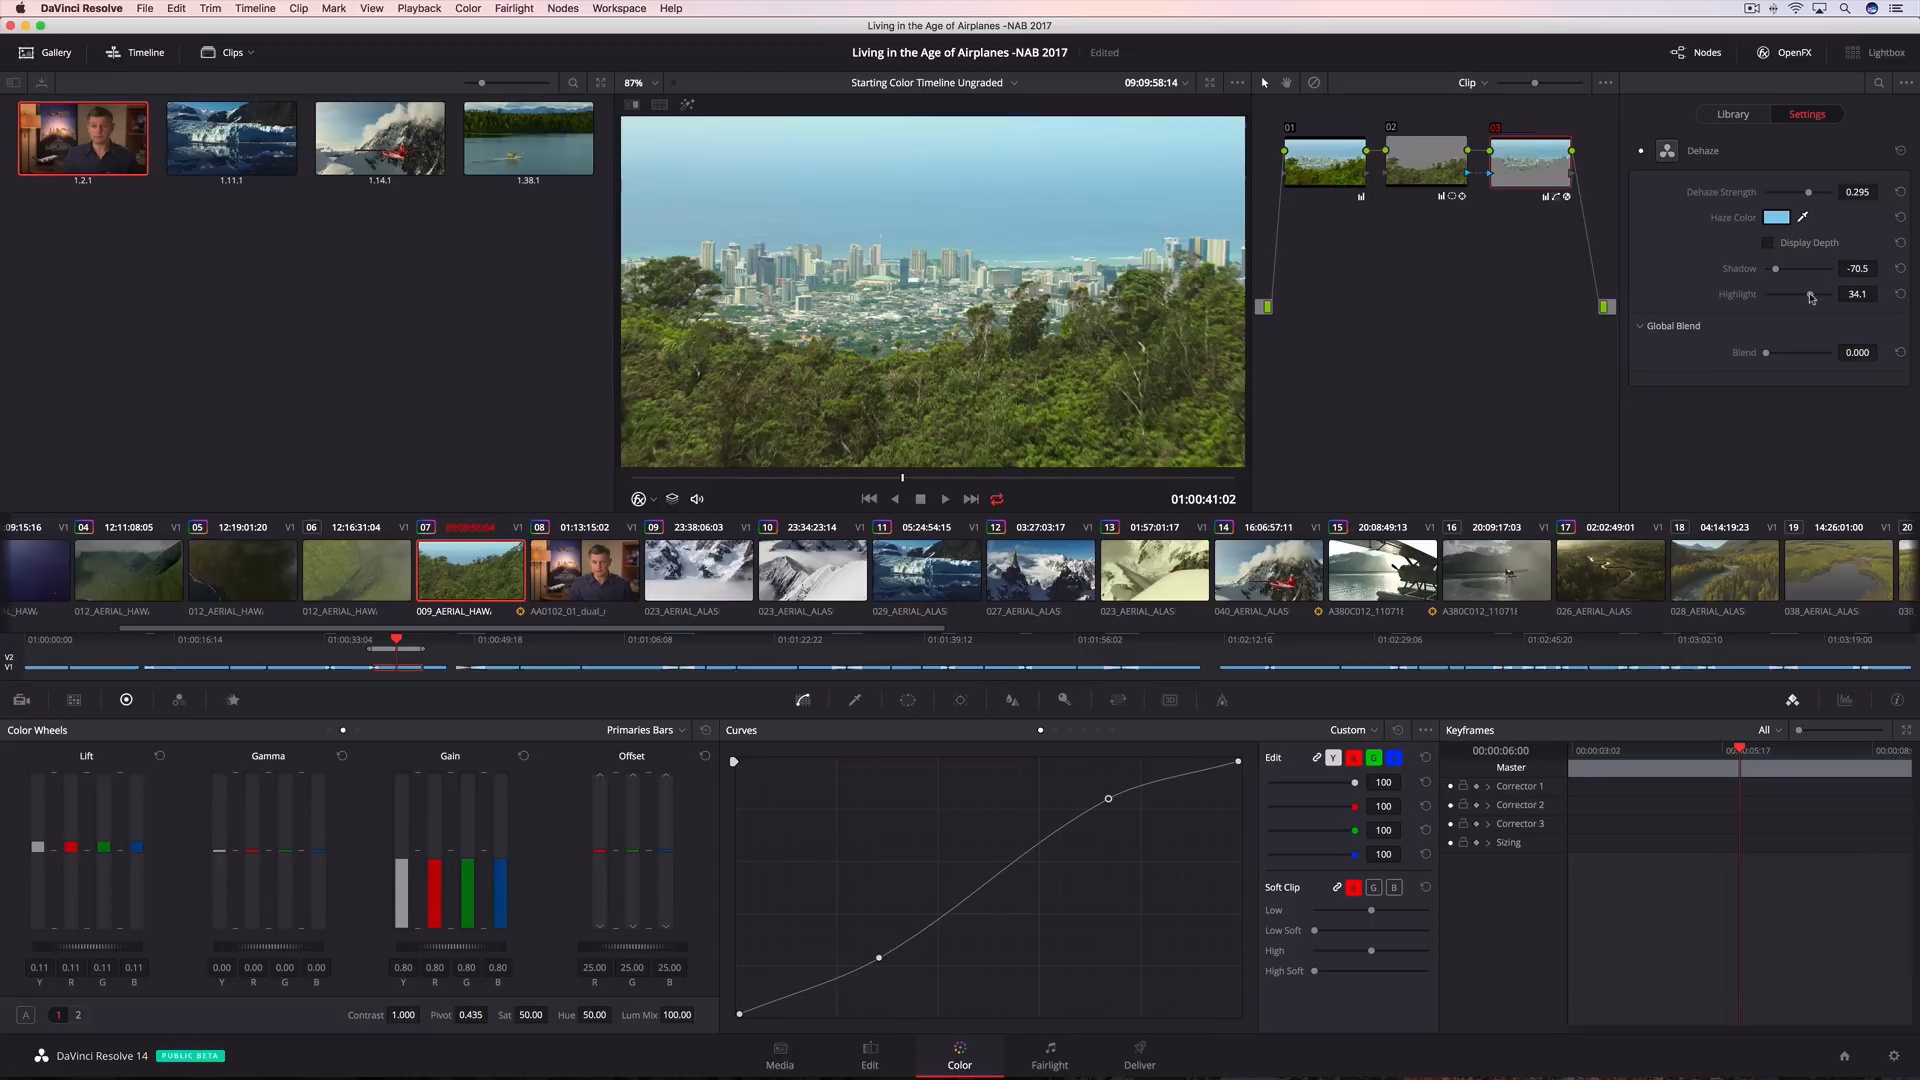 DaVinci Resolve File Edit Trim Timeline Clip Mark View Playback Color Fairlight Nodes Workspace Help
Living in the Age of Airplanes -NAB 2017
Gallery Timeline Clips Living in the Age of Airplanes -NAB 2017 Edited Nodes OpenFX Lightbox
87% Starting Color Timeline Ungraded 09:09:58:14 Clip
Library Settings
1.2.1 1.11.1 1.14.1 1.38.1
01 02 03
Dehaze
Dehaze Strength 0.295
Haze Color
Display Depth
Shadow -70.5
Highlight 34.1
Global Blend
Blend 0.000
01:00:41:02
:09:15:16 V1 04 12:11:08:05 V1 05 12:19:01:20 V1 06 12:16:31:04 V1 07 V1 08 01:13:15:02 V1 09 23:38:06:03 V1 10 23:34:23:14 V1 11 05:24:54:15 V1 12 03:27:03:17 V1 13 01:57:01:17 V1 14 16:06:57:11 V1 15 20:08:49:13 V1 16 20:09:17:03 V1 17 02:02:49:01 V1 18 04:14:19:23 V1 19 14:26:01:00 V1 20
L_HAW/ 012_AERIAL_HAW/ 012_AERIAL_HAW/ 012_AERIAL_HAW/ 009_AERIAL_HAW/ AA0102_01_dual_r 023_AERIAL_ALAS 023_AERIAL_ALAS 029_AERIAL_ALAS 027_AERIAL_ALAS 023_AERIAL_ALAS 040_AERIAL_ALAS A380C012_110718 A380C012_110718 026_AERIAL_ALAS 028_AERIAL_ALAS 038_AERIAL_ALAS 03
01:00:00:00 01:00:16:14 01:00:33:04 01:00:49:18 01:01:06:08 01:01:22:22 01:01:39:12 01:01:56:02 01:02:12:16 01:02:29:06 01:02:45:20 01:03:02:10 01:03:19:00
V2
V1
Color Wheels Primaries Bars Curves Custom Keyframes All
Lift Gamma Gain Offset
0.11 0.11 0.11 0.11 0.00 0.00 0.00 0.00 0.80 0.80 0.80 0.80 25.00 25.00 25.00
Y R G B Y R G B Y R G B R G B
A 1 2 Contrast 1.000 Pivot 0.435 Sat 50.00 Hue 50.00 Lum Mix 100.00
Edit Y R G
100
100
100
100
Soft Clip G B
Low
Low Soft
High
High Soft
00:00:06:00 00:00:03:02 :05:17 00:00:08:
Master
Corrector 1
Corrector 2
Corrector 3
Sizing
DaVinci Resolve 14 PUBLIC BETA Media Edit Color Fairlight Deliver